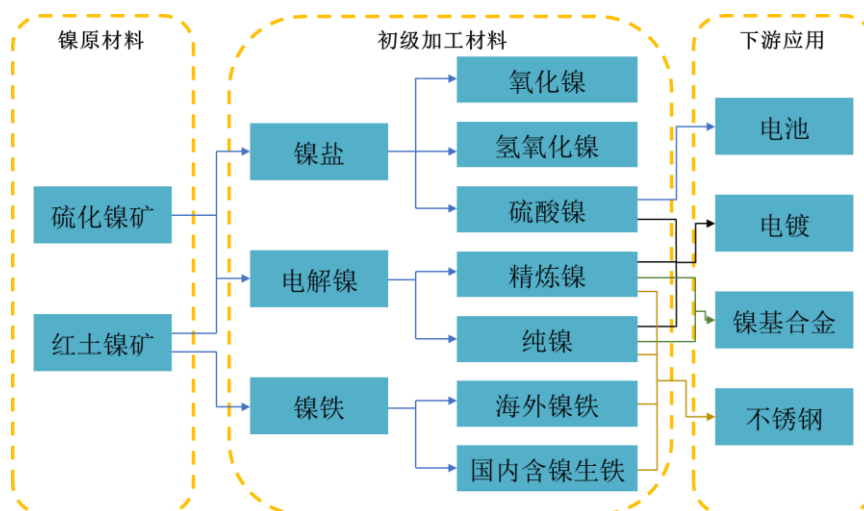 镍原材料
初级加工材料
下游应用
硫化镍矿
红土镍矿
镍盐
电解镍
镍铁
氧化镍
氢氧化镍
硫酸镍
精炼镍
纯镍
海外镍铁
国内含镍生铁
电池
电镀
镍基合金
不锈钢